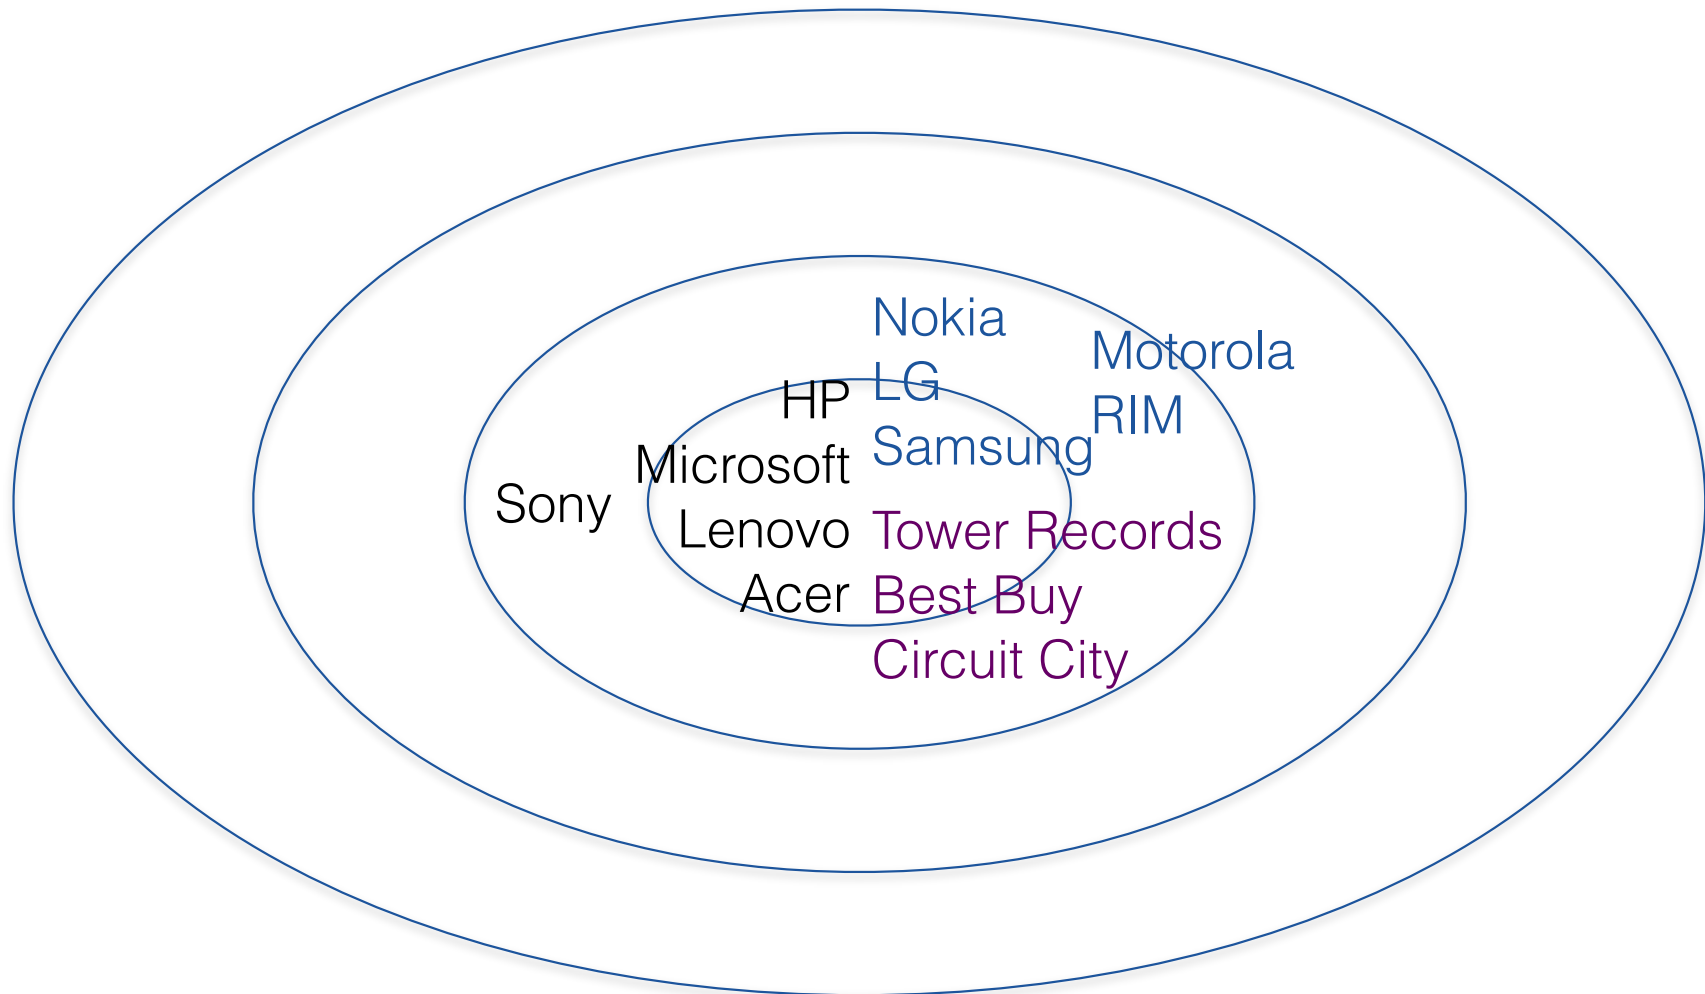 Nokia
LG
Samsung
Motorola
RIM
HP
Microsoft
Lenovo
Acer
Sony
Tower Records
Best Buy
Circuit City